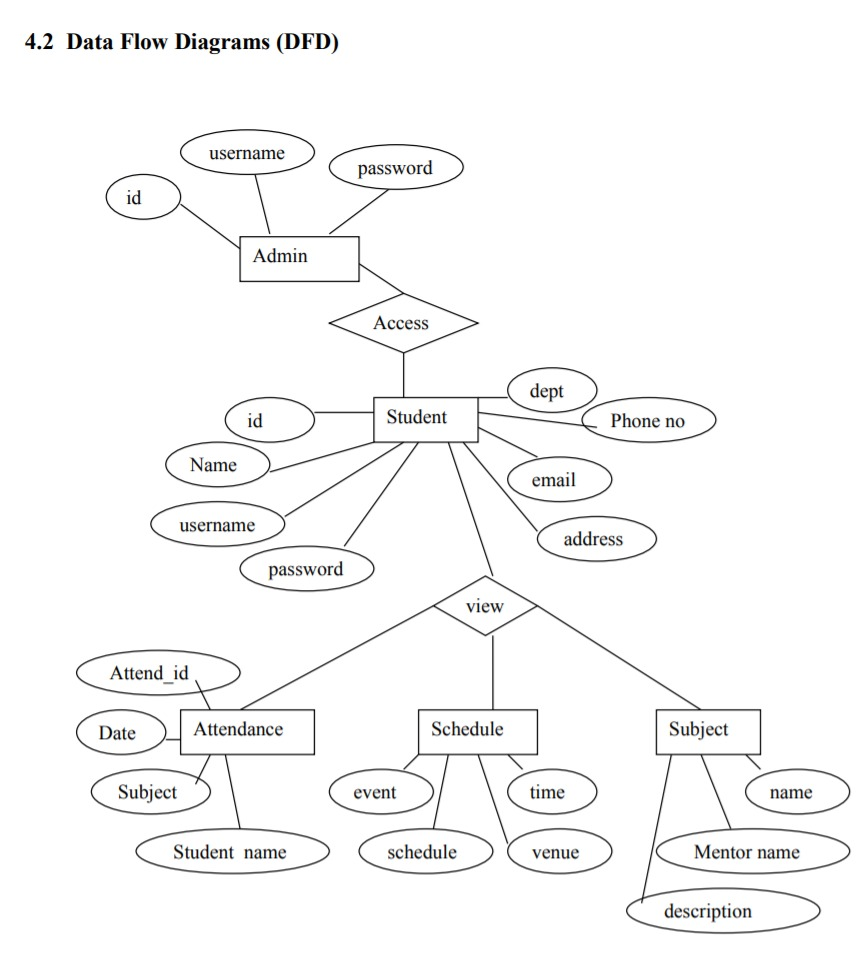 4.2 Data Flow Diagrams (DFD)
username
password
id
Admin
Access
dept
id
Student
Phone no
Name
email
username
address
password
view
Attend_id
Date
Attendance
Schedule
Subject
Subject
event
time
name
Student name
schedule
venue
Mentor name
description